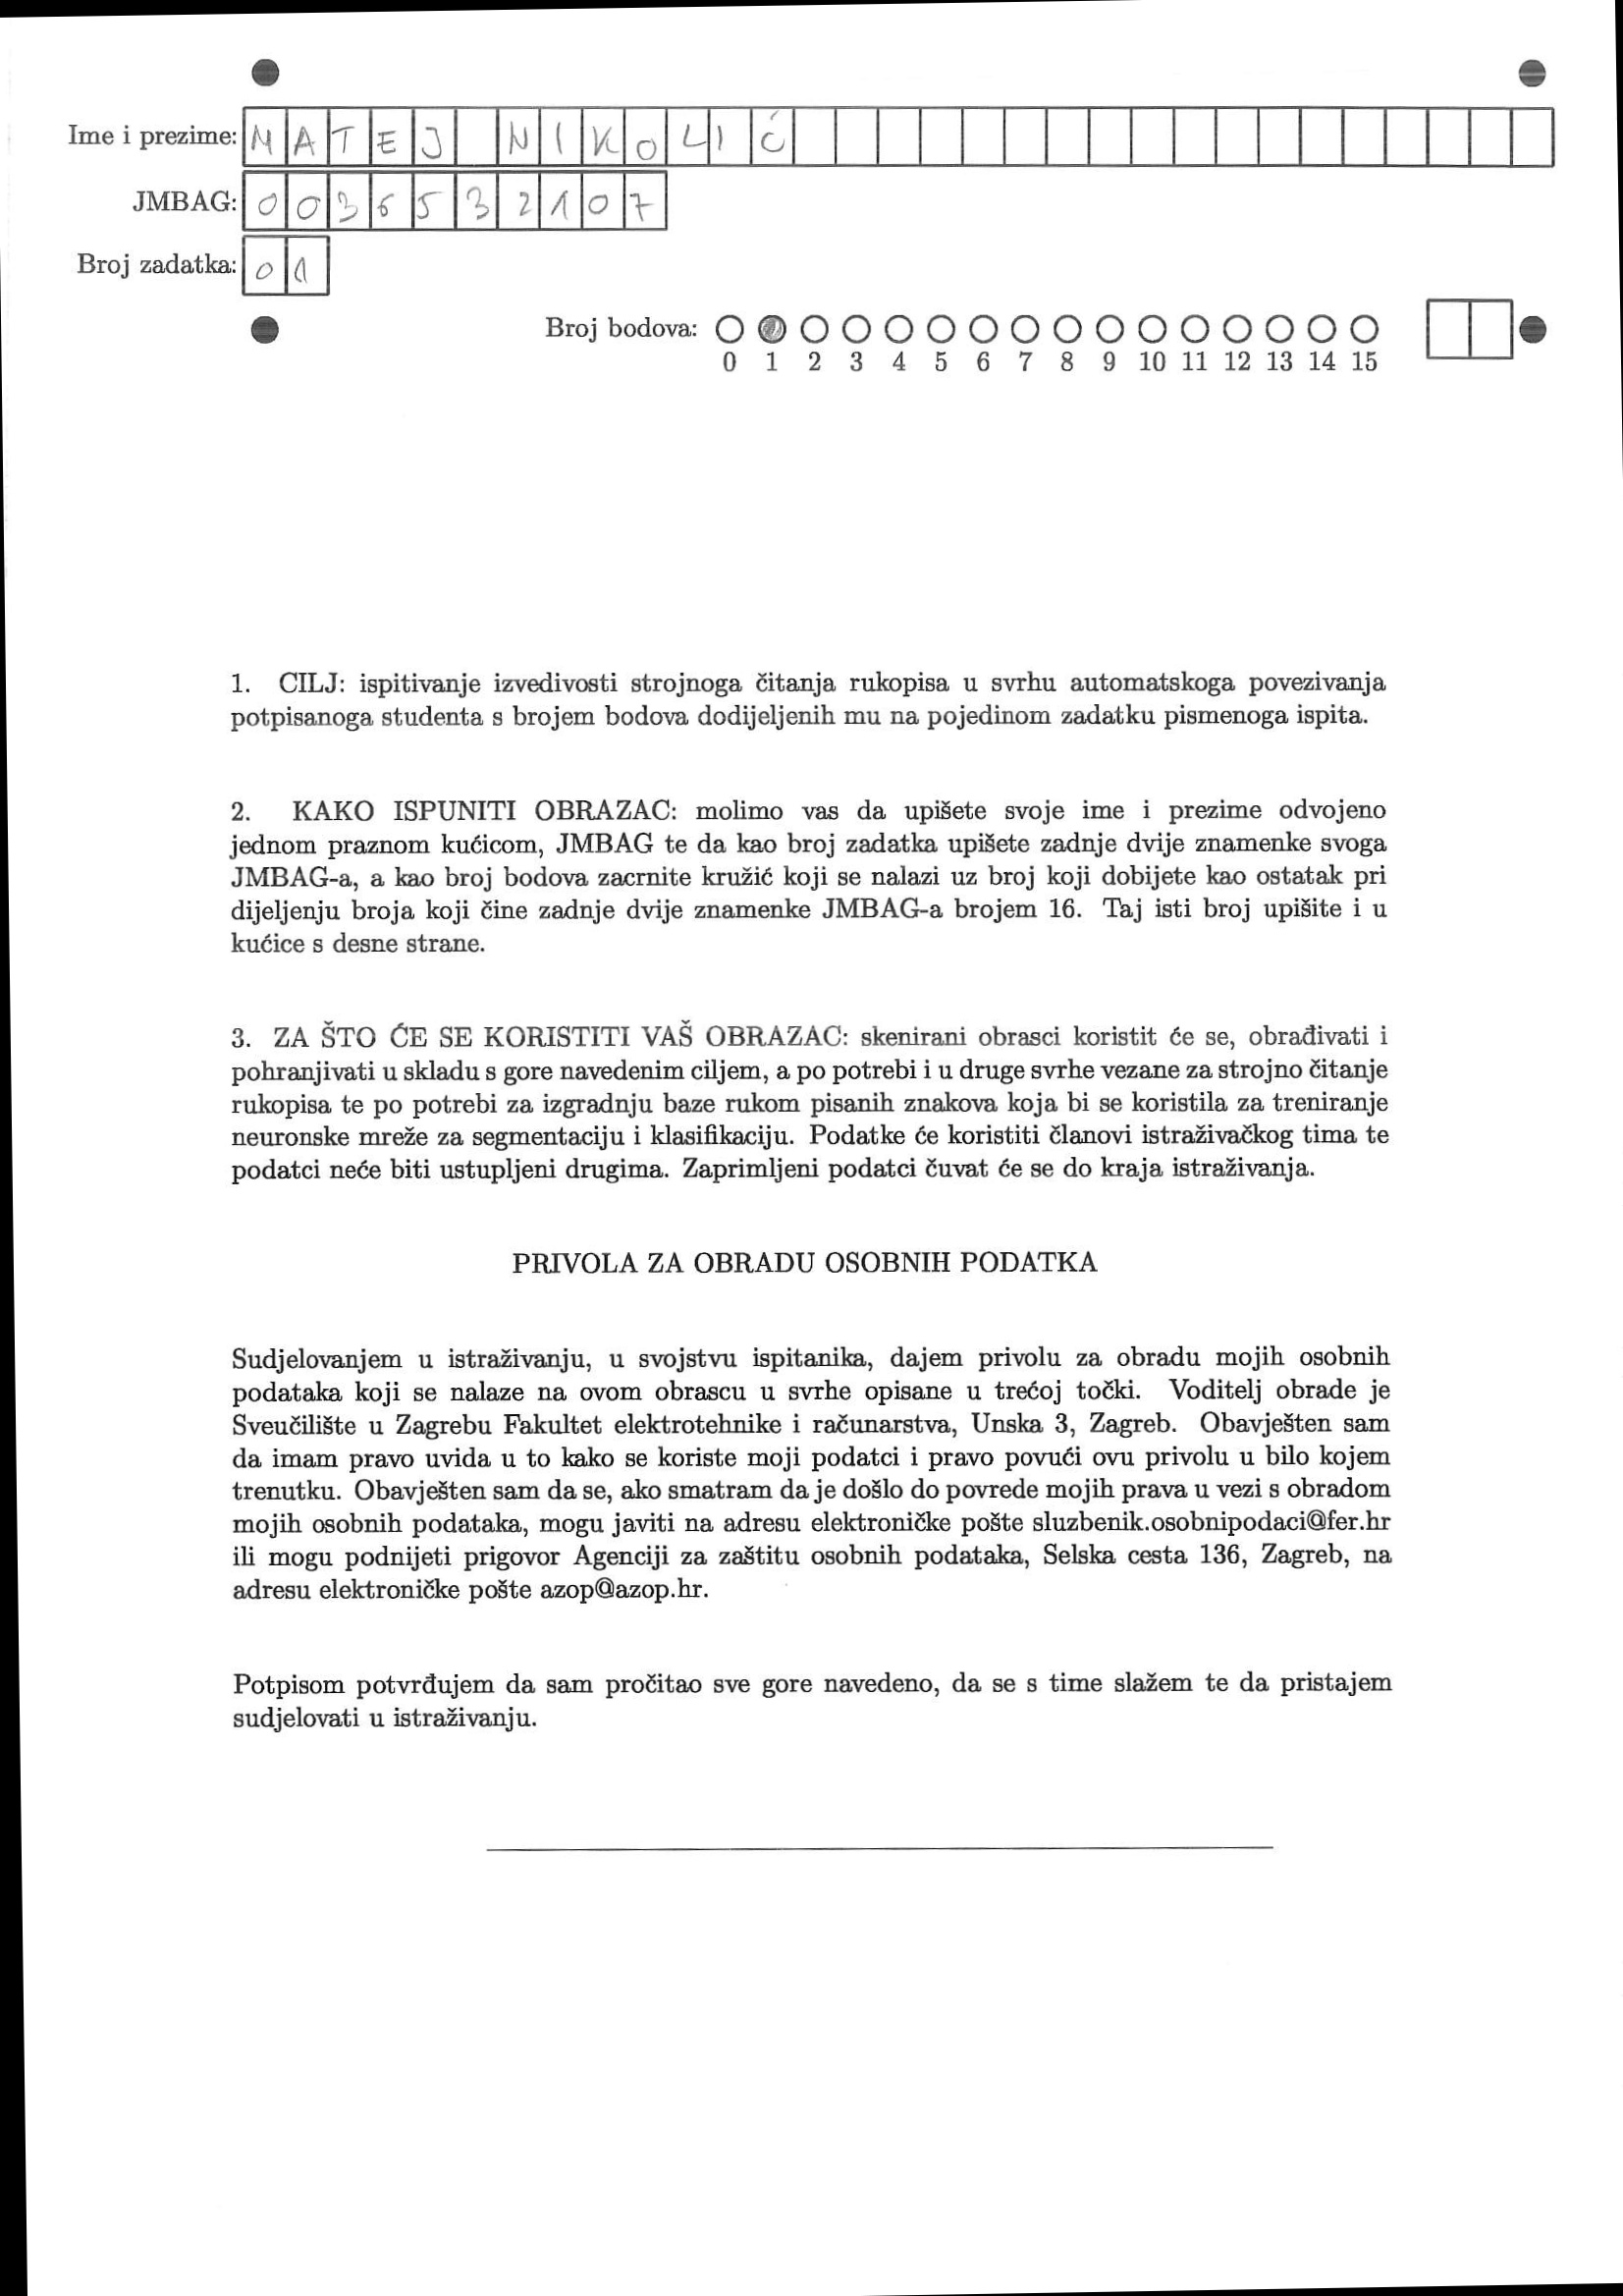 Ime i prezime: MATEJ NIKOLIĆ
JMBAG: 0036532107
Broj zadatka: 01
Broj bodova:
0 1 2 3 4 5 6 7 8 9 10 11 12 13 14 15
1. CILJ: ispitivanje izvedivosti strojnoga čitanja rukopisa u svrhu automatskoga povezivanja
potpisanoga studenta s brojem bodova dodijeljenih mu na pojedinom zadatku pismenoga ispita.
2. KAKO ISPUNITI OBRAZAC: molimo vas da upišete svoje ime i prezime odvojeno
jednom praznom kućicom, JMBAG te da kao broj zadatka upišete zadnje dvije znamenke svoga
JMBAG-a, a kao broj bodova zacrnite kružić koji se nalazi uz broj koji dobijete kao ostatak pri
dijeljenju broja koji čine zadnje dvije znamenke JMBAG-a brojem 16. Taj isti broj upišite i u
kućice s desne strane.
3. ZA ŠTO ĆE SE KORISTITI VAŠ OBRAZAC: skenirani obrasci koristit će se, obrađivati i
pohranjivati u skladu s gore navedenim ciljem, a po potrebi i u druge svrhe vezane za strojno čitanje
rukopisa te po potrebi za izgradnju baze rukom pisanih znakova koja bi se koristila za treniranje
neuronske mreže za segmentaciju i klasifikaciju. Podatke će koristiti članovi istraživačkog tima te
podatci neće biti ustupljeni drugima. Zaprimljeni podatci čuvat će se do kraja istraživanja.
PRIVOLA ZA OBRADU OSOBNIH PODATKA
Sudjelovanjem u istraživanju, u svojstvu ispitanika, dajem privolu za obradu mojih osobnih
podataka koji se nalaze na ovom obrascu u svrhe opisane u trećoj točki. Voditelj obrade je
Sveučilište u Zagrebu Fakultet elektrotehnike i računarstva, Unska 3, Zagreb. Obavješten sam
da imam pravo uvida u to kako se koriste moji podatci i pravo povući ovu privolu u bilo kojem
trenutku. Obavješten sam da se, ako smatram da je došlo do povrede mojih prava u vezi s obradom
mojih osobnih podataka, mogu javiti na adresu elektroničke pošte sluzbenik.osobnipodaci@fer.hr
ili mogu podnijeti prigovor Agenciji za zaštitu osobnih podataka, Selska cesta 136, Zagreb, na
adresu elektroničke pošte azop@azop.hr.
Potpisom potvrđujem da sam pročitao sve gore navedeno, da se s time slažem te da pristajem
sudjelovati u istraživanju.